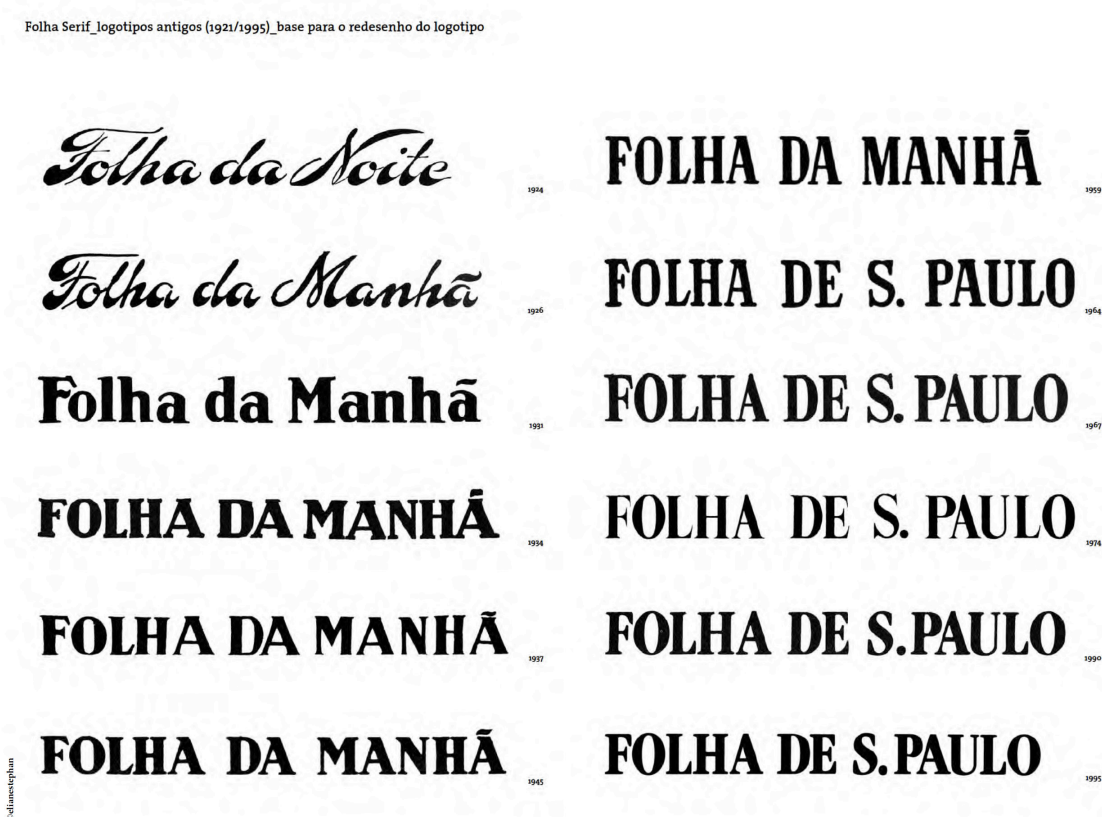 Folha Serif_logotipos antigos (1921/1995)_base para o redesenho do logotipo
Folha da Noite
1924
Folha da Manhã
1926
Folha da Manhã
1931
FOLHA DA MANHÃ
1934
FOLHA DA MANHÃ
1937
FOLHA DA MANHÃ
1945
FOLHA DA MANHÃ
1959
FOLHA DE S. PAULO
1964
FOLHA DE S. PAULO
1967
FOLHA DE S. PAULO
1974
FOLHA DE S.PAULO
1990
FOLHA DE S.PAULO
1995
©elianestephan